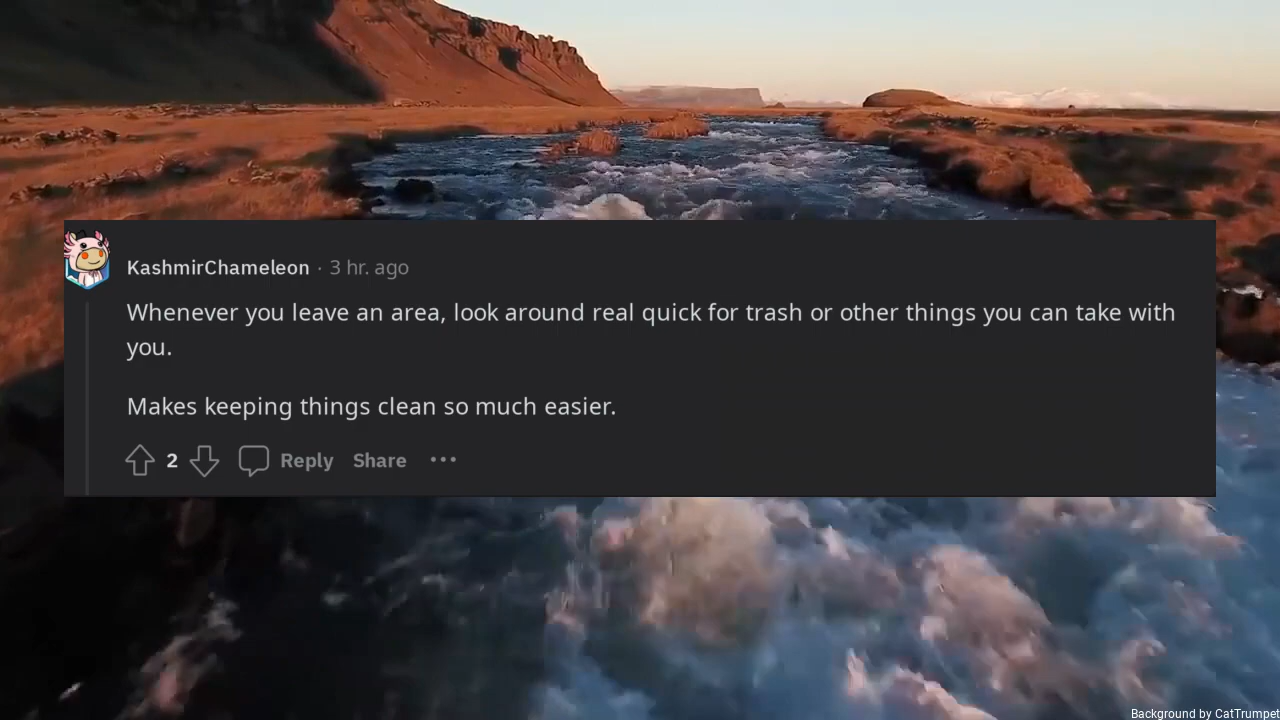 KashmirChameleon · 3 hr. ago
Whenever you leave an area, look around real quick for trash or other things you can take with
you.
Makes keeping things clean so much easier.
2 Reply Share ···
Background by CatTrumpet